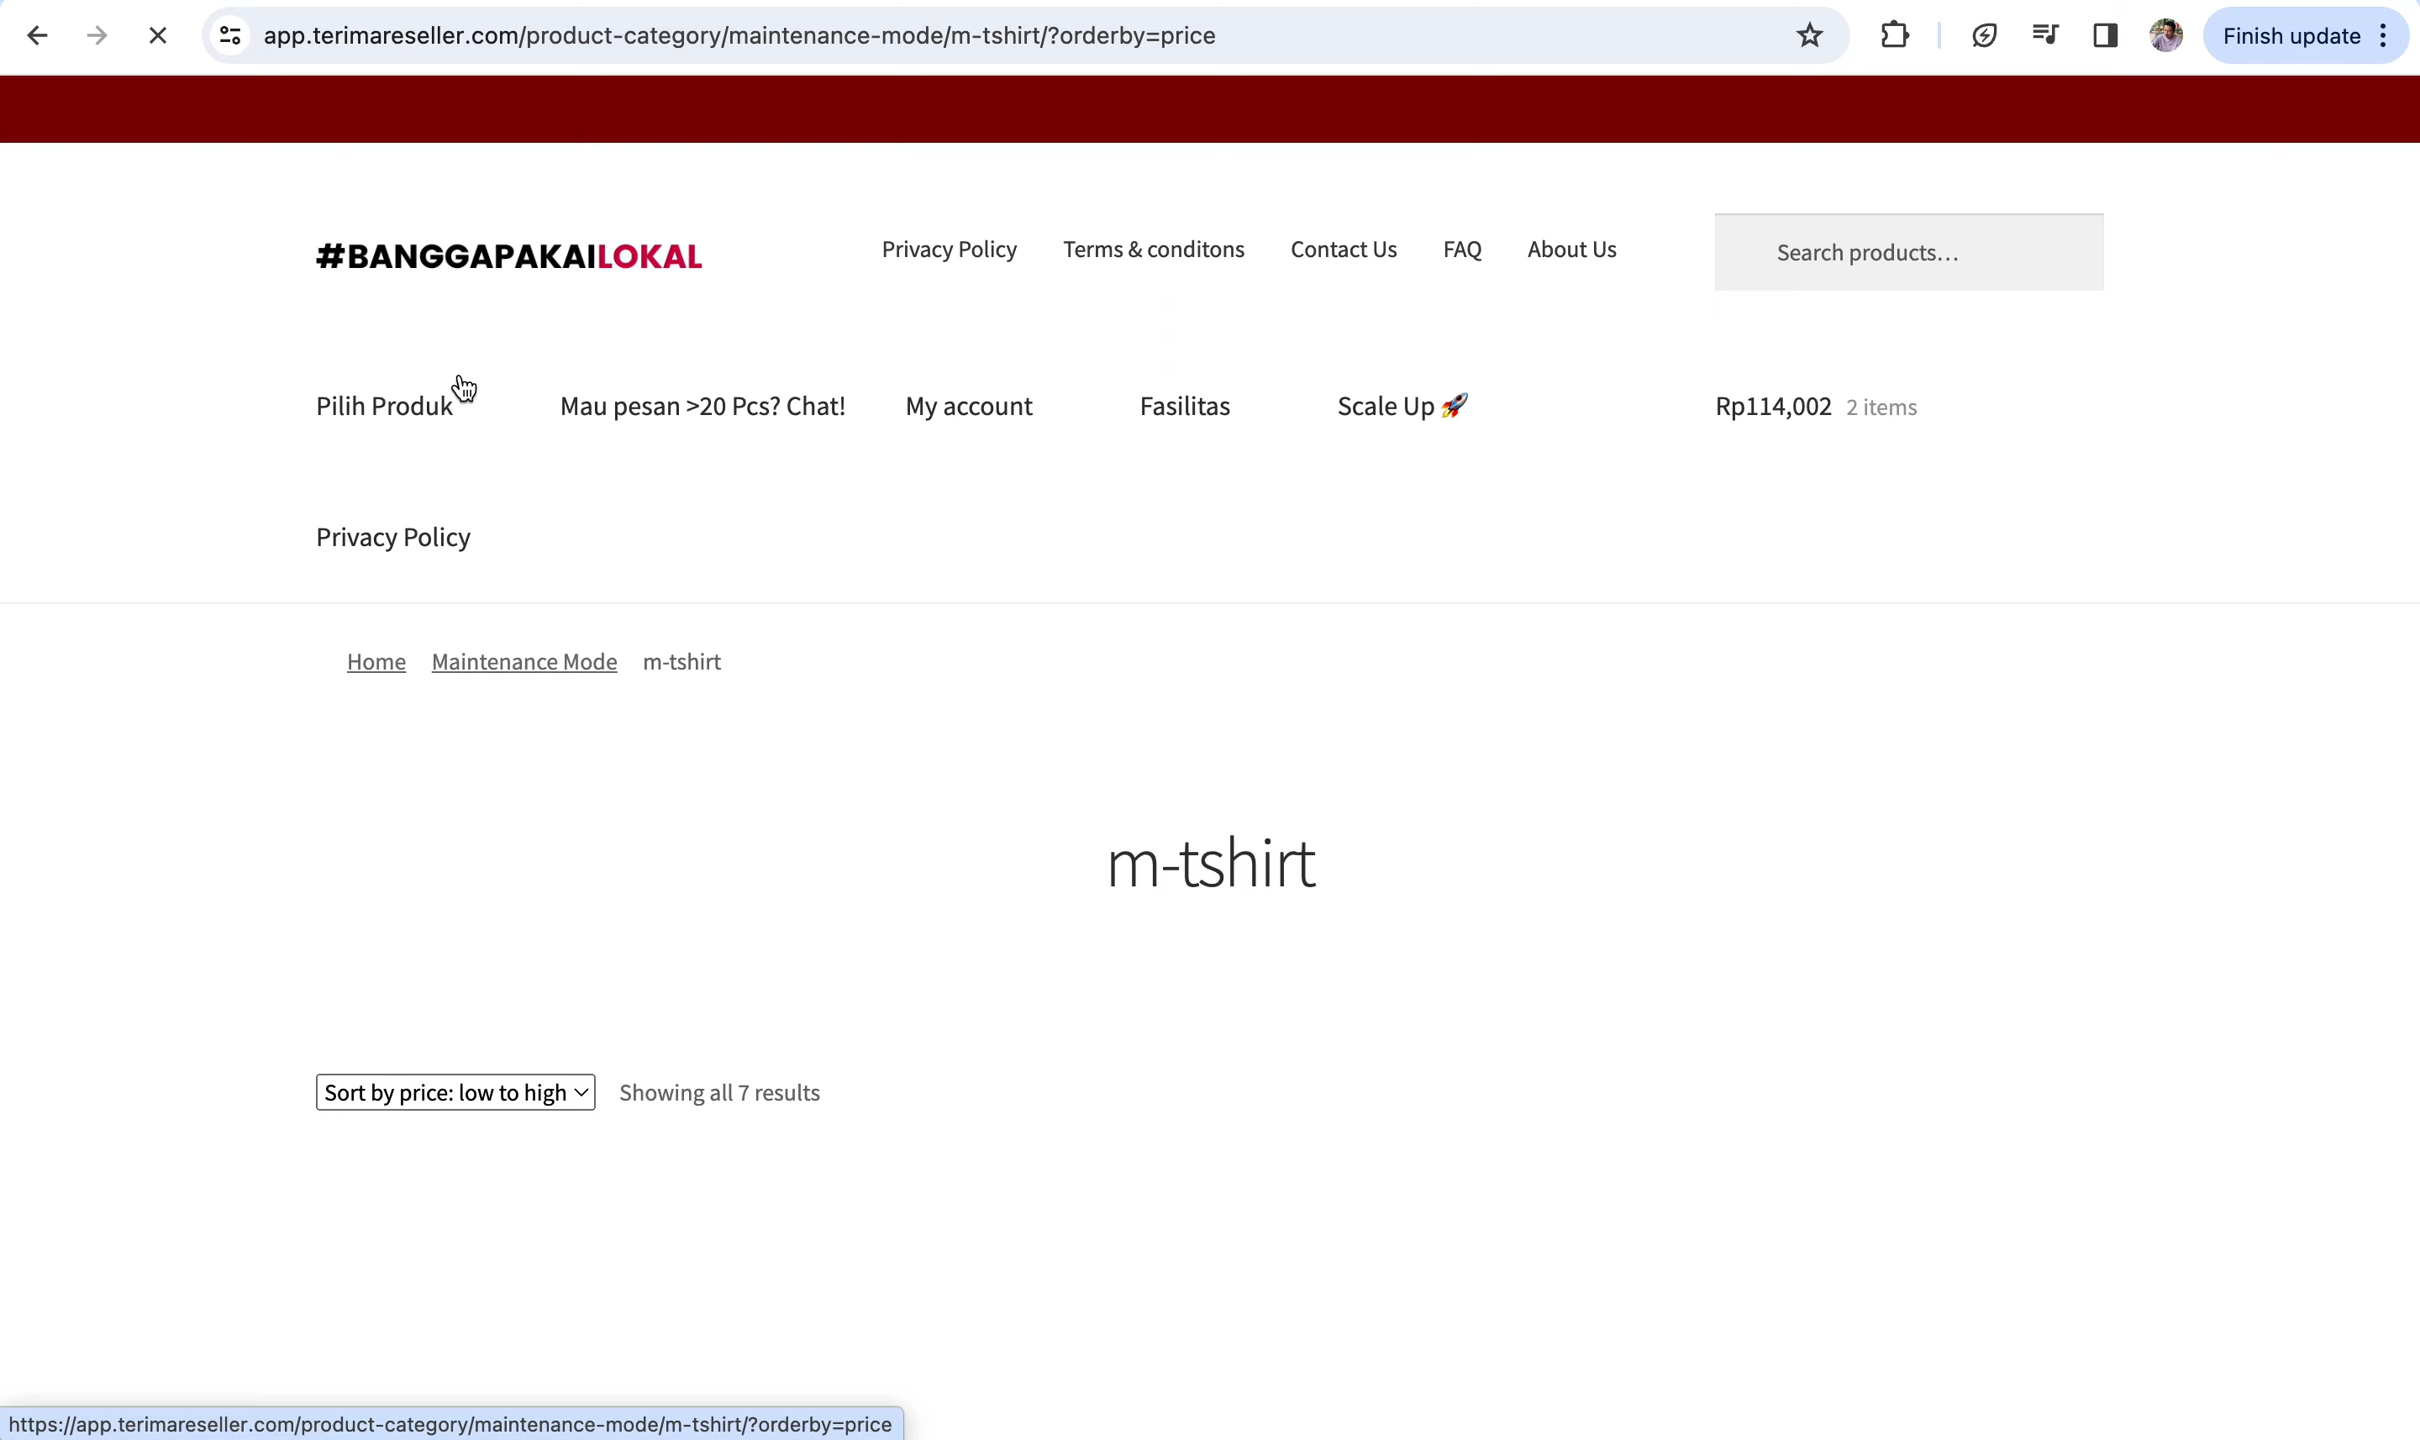 app.terimareseller.com/product-category/maintenance-mode/m-tshirt/?orderby=price
Finish update
#BANGGAPAKAILOKAL
Privacy Policy
Terms & conditons
Contact Us
FAQ
About Us
Search products…
Pilih Produk
Mau pesan >20 Pcs? Chat!
My account
Fasilitas
Scale Up 🚀
Rp114,002 2 items
Privacy Policy
Home Maintenance Mode m-tshirt
m-tshirt
Sort by price: low to high
Showing all 7 results
https://app.terimareseller.com/product-category/maintenance-mode/m-tshirt/?orderby=price